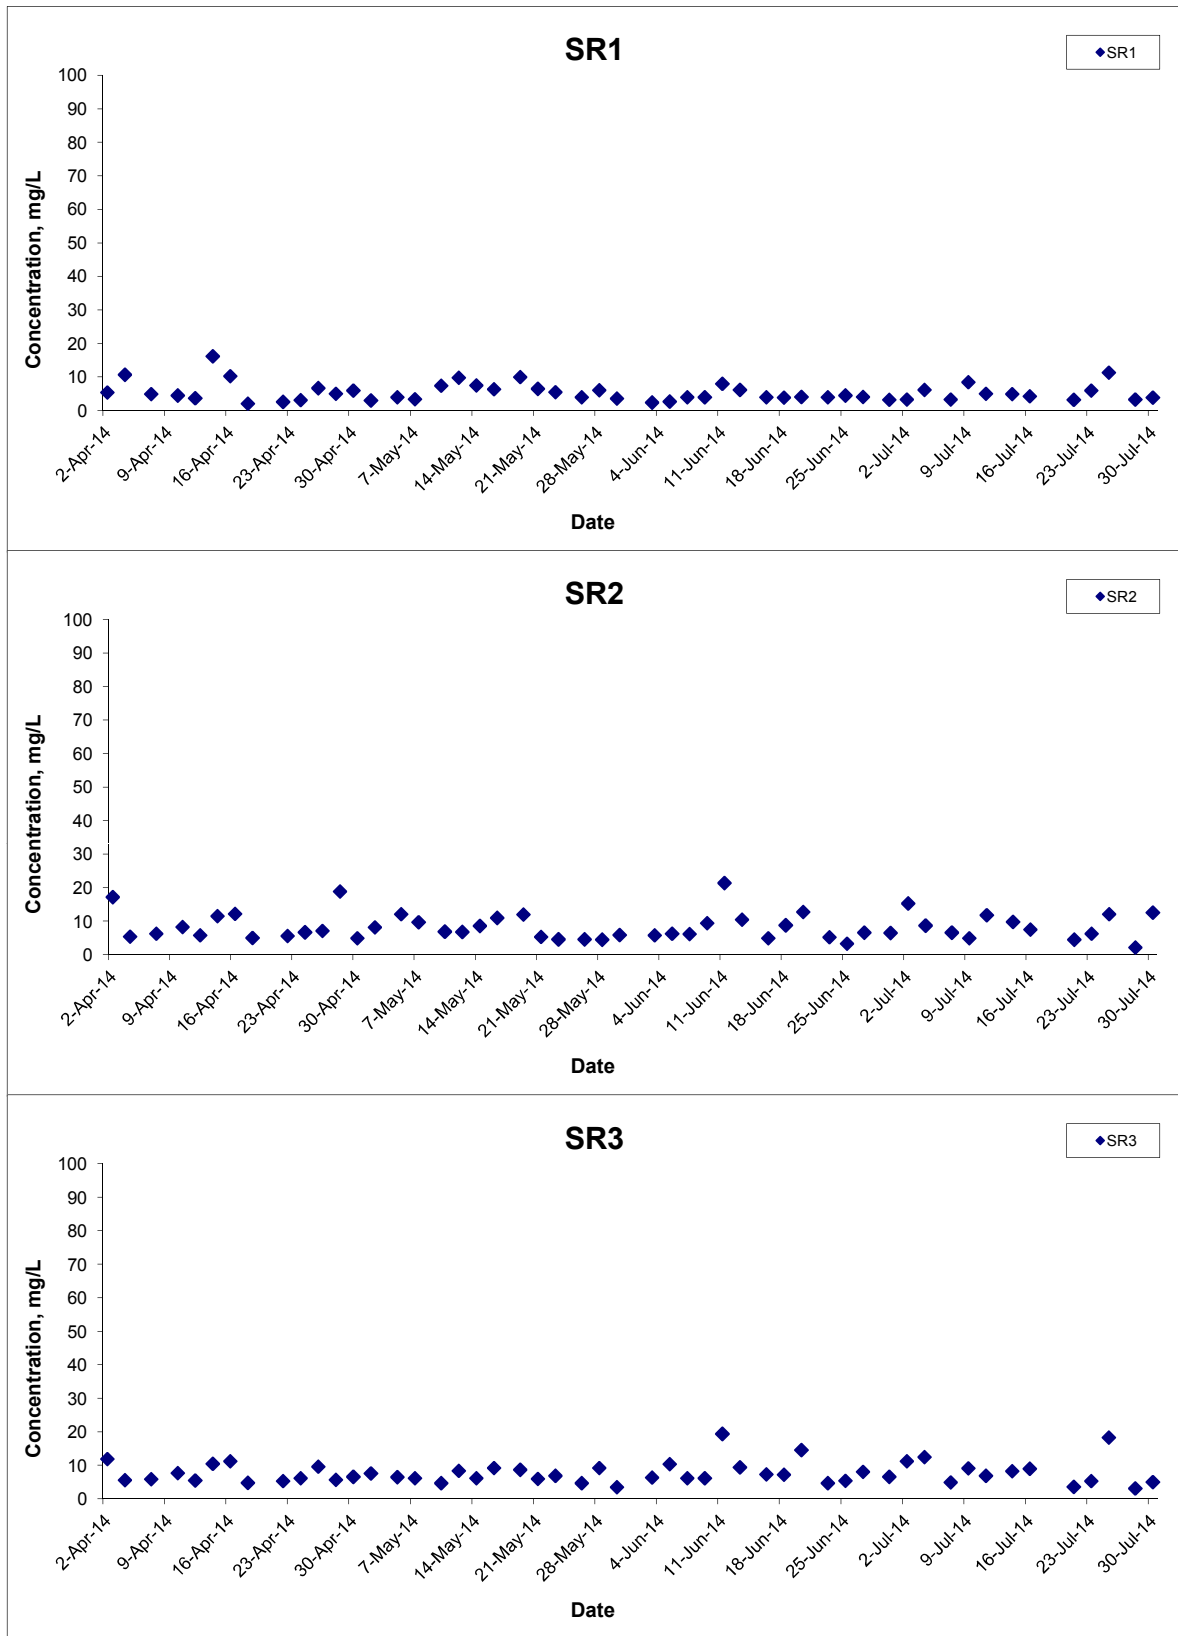 SR1
SR1
100
90
80
70
60
50
40
30
20
10
0
Concentration, mg/L
2-Apr-14
9-Apr-14
16-Apr-14
23-Apr-14
30-Apr-14
7-May-14
14-May-14
21-May-14
28-May-14
4-Jun-14
11-Jun-14
18-Jun-14
25-Jun-14
2-Jul-14
9-Jul-14
16-Jul-14
23-Jul-14
30-Jul-14
Date
SR2
SR2
100
90
80
70
60
50
40
30
20
10
0
Concentration, mg/L
2-Apr-14
9-Apr-14
16-Apr-14
23-Apr-14
30-Apr-14
7-May-14
14-May-14
21-May-14
28-May-14
4-Jun-14
11-Jun-14
18-Jun-14
25-Jun-14
2-Jul-14
9-Jul-14
16-Jul-14
23-Jul-14
30-Jul-14
Date
SR3
SR3
100
90
80
70
60
50
40
30
20
10
0
Concentration, mg/L
2-Apr-14
9-Apr-14
16-Apr-14
23-Apr-14
30-Apr-14
7-May-14
14-May-14
21-May-14
28-May-14
4-Jun-14
11-Jun-14
18-Jun-14
25-Jun-14
2-Jul-14
9-Jul-14
16-Jul-14
23-Jul-14
30-Jul-14
Date